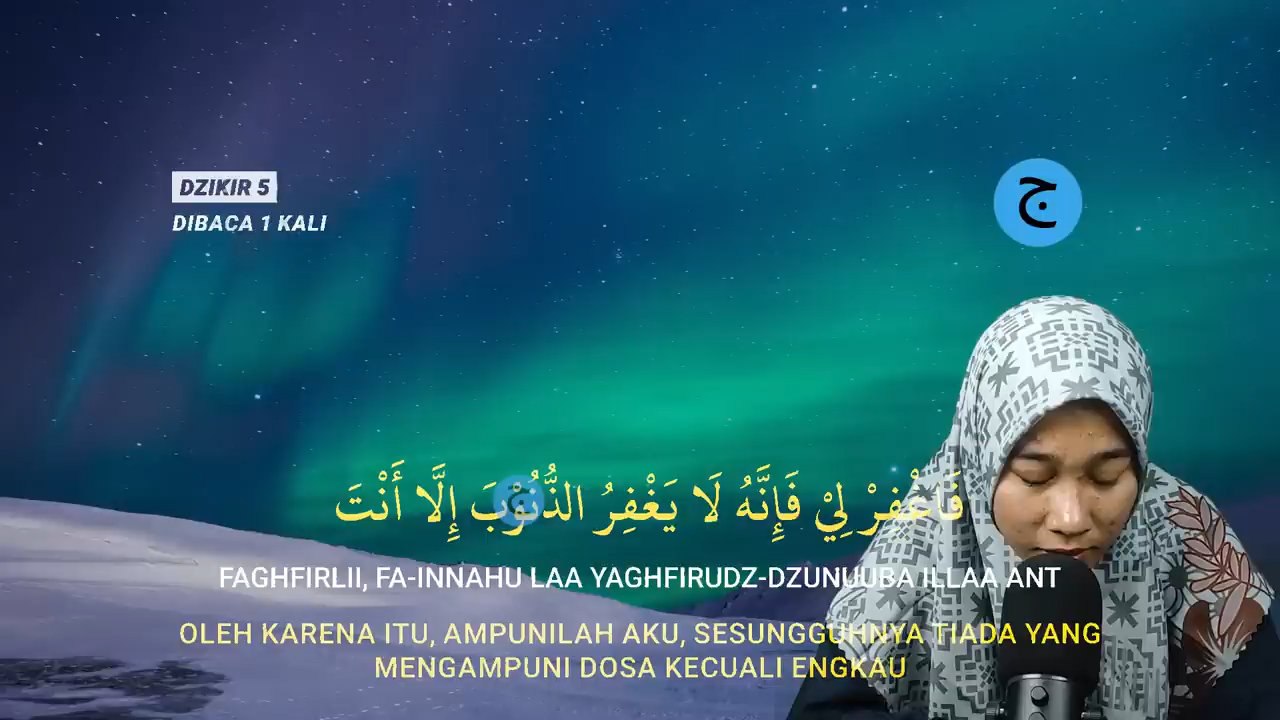 DZIKIR 5
DIBACA 1 KALI
ج
فَاغْفِرْ لِيْ فَإِنَّهُ لَا يَغْفِرُ الذُّنُوْبَ إِلَّا أَنْتَ
FAGHFIRLII, FA-INNAHU LAA YAGHFIRUDZ-DZUNUUBA ILLAA ANT
OLEH KARENA ITU, AMPUNILAH AKU, SESUNGGUHNYA TIADA YANG
MENGAMPUNI DOSA KECUALI ENGKAU